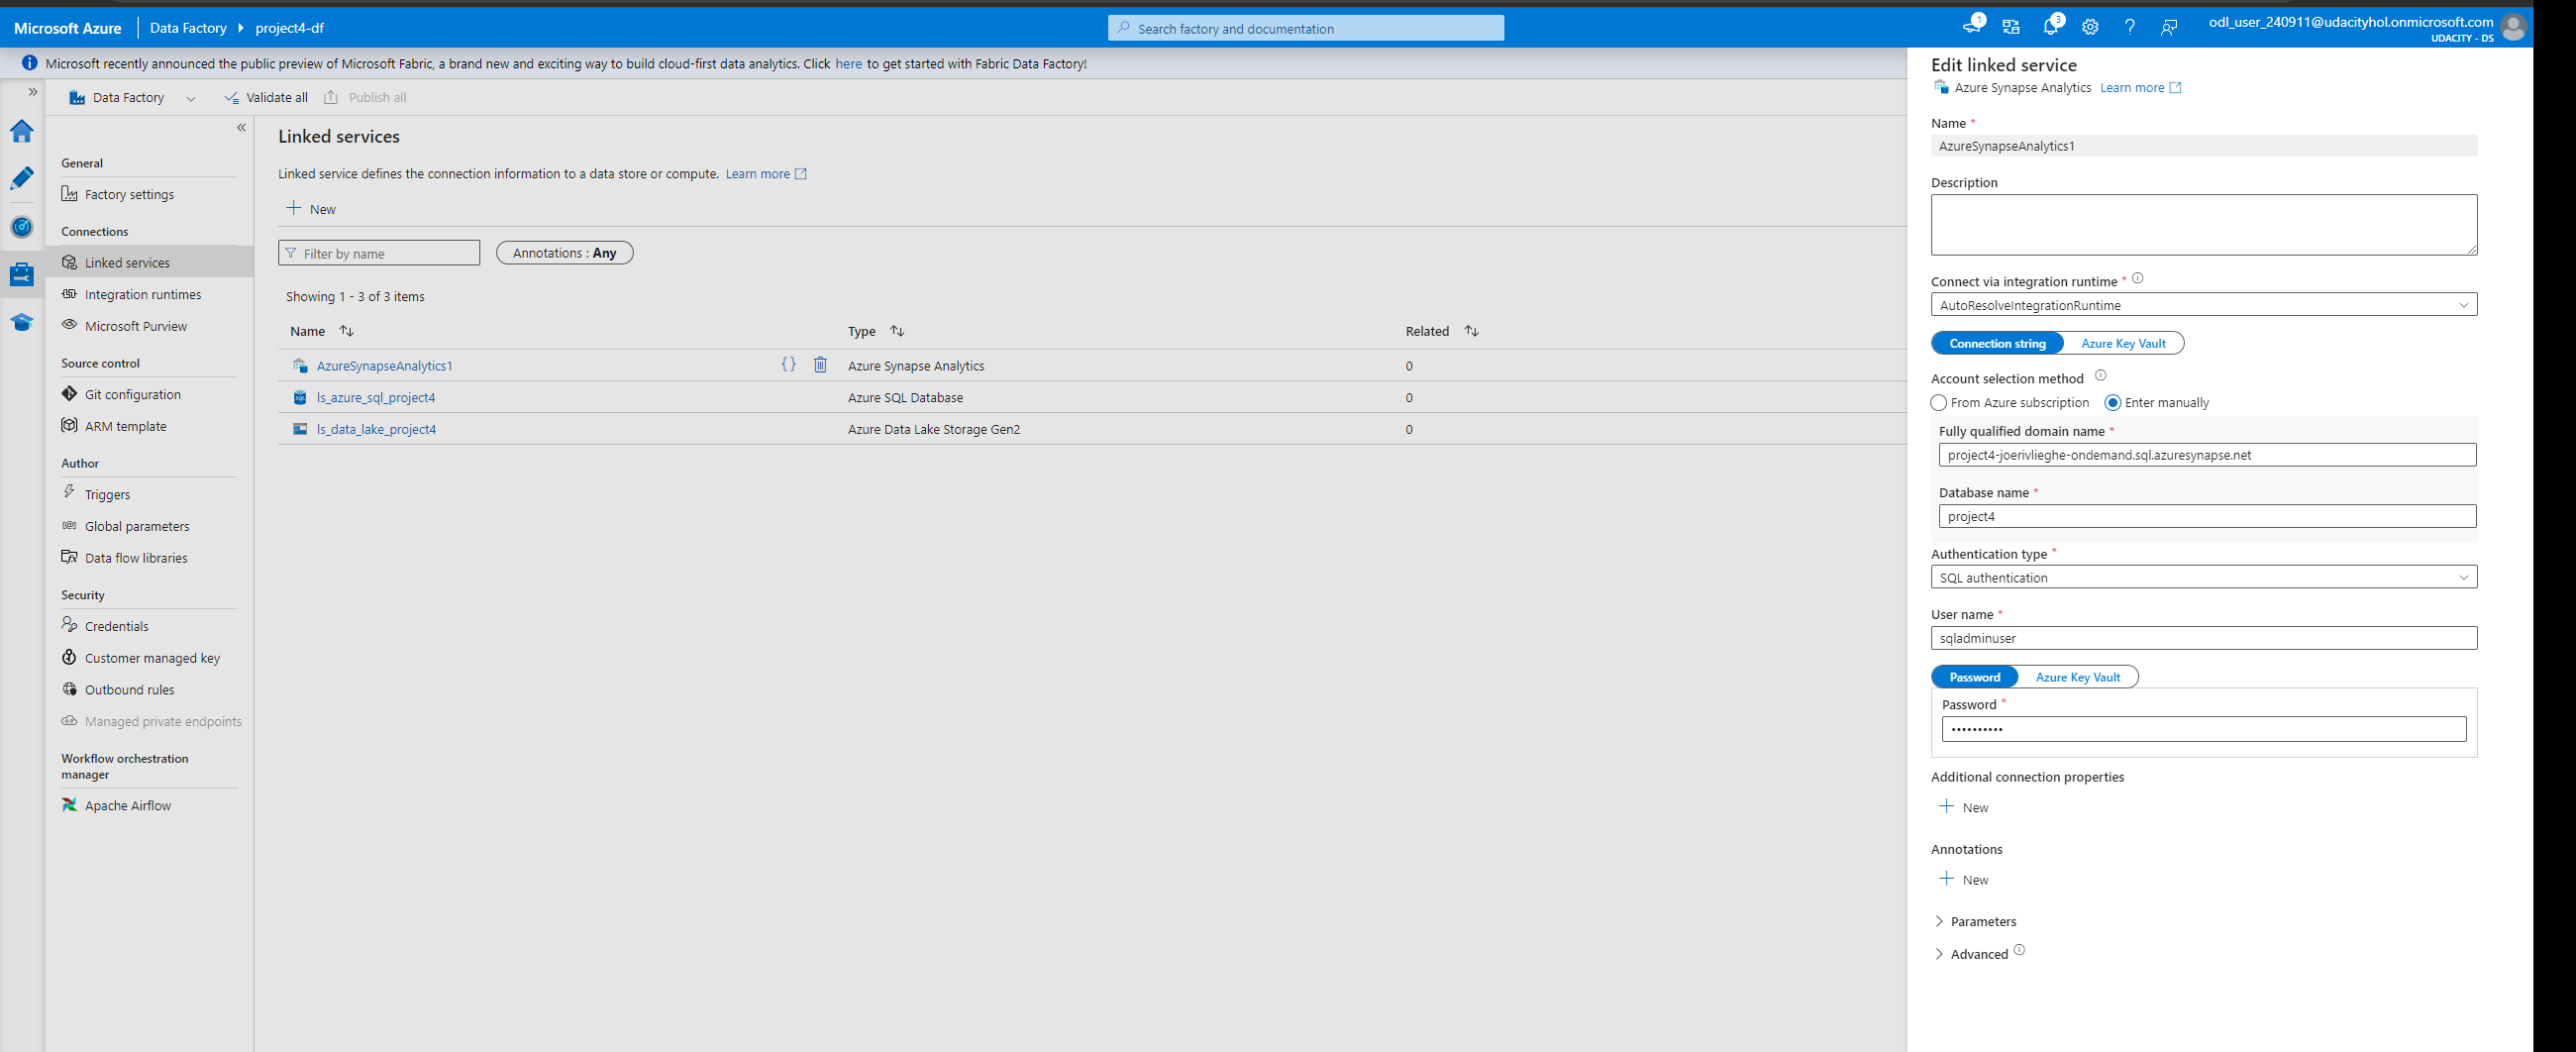 Microsoft Azure
Data Factory
project4-df
Search factory and documentation
1
3
odl_user_240911@udacityhol.onmicrosoft.com
UDACITY - DS
Microsoft recently announced the public preview of Microsoft Fabric, a brand new and exciting way to build cloud-first data analytics. Click here to get started with Fabric Data Factory!
Data Factory
Validate all
Publish all
General
Factory settings
Connections
Linked services
Integration runtimes
Microsoft Purview
Source control
Git configuration
ARM template
Author
Triggers
Global parameters
Data flow libraries
Security
Credentials
Customer managed key
Outbound rules
Managed private endpoints
Workflow orchestration
manager
Apache Airflow
Linked services
Linked service defines the connection information to a data store or compute. Learn more
New
Filter by name
Annotations : Any
Showing 1 - 3 of 3 items
Name Type Related
AzureSynapseAnalytics1 {} Azure Synapse Analytics 0
ls_azure_sql_project4 Azure SQL Database 0
ls_data_lake_project4 Azure Data Lake Storage Gen2 0
Edit linked service
Azure Synapse Analytics Learn more
Name *
AzureSynapseAnalytics1
Description
Connect via integration runtime *
AutoResolveIntegrationRuntime
Connection string Azure Key Vault
Account selection method
From Azure subscription Enter manually
Fully qualified domain name *
project4-joerivlieghe-ondemand.sql.azuresynapse.net
Database name *
project4
Authentication type *
SQL authentication
User name *
sqladminuser
Password Azure Key Vault
Password *
••••••••••
Additional connection properties
New
Annotations
New
Parameters
Advanced